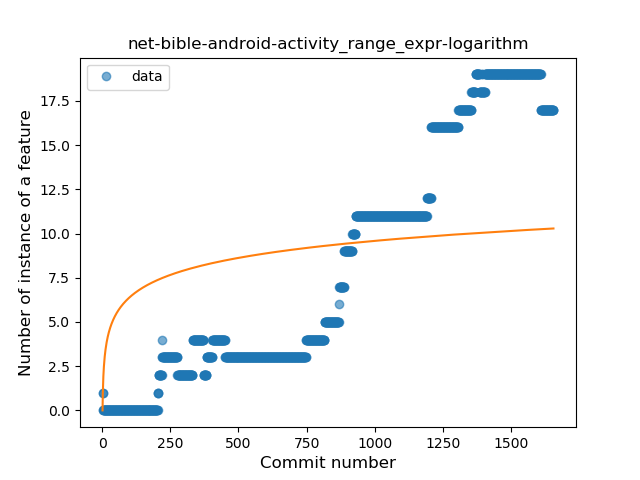 net-bible-android-activity_range_expr-logarithm
data
Number of instance of a feature
17.5
15.0
12.5
10.0
7.5
5.0
2.5
0.0
0 250 500 750 1000 1250 1500
Commit number